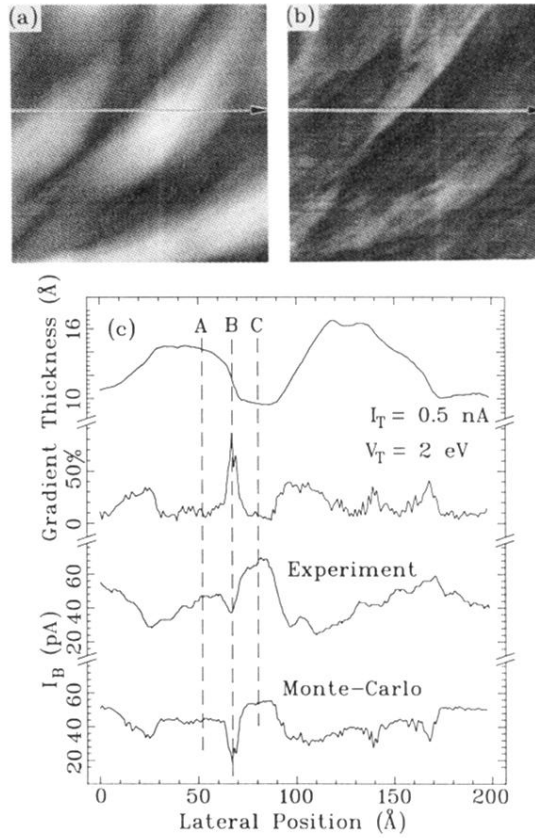 (a)
(b)
(c)
A B C
Thickness (Å)
16
10
I_T = 0.5 nA
V_T = 2 eV
Gradient
50%
0
Experiment
60
40
20
I_B (pA)
Monte-Carlo
60
40
20
0 50 100 150 200
Lateral Position (Å)